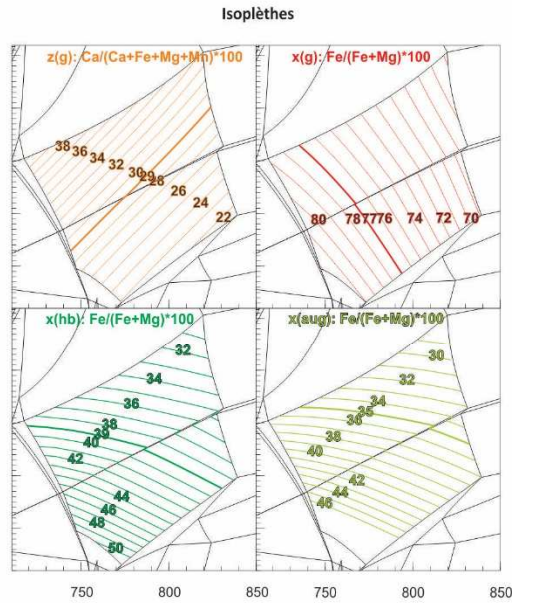 Isoplèthes
z(g): Ca/(Ca+Fe+Mg+Mn)*100
x(g): Fe/(Fe+Mg)*100
38 36 34 32 30 29 28 26 24 22
80 78 77 76 74 72 70
x(hb): Fe/(Fe+Mg)*100
x(aug): Fe/(Fe+Mg)*100
32
34
36
38
39
40
42
44
46
48
50
30
32
34
35
36
38
40
42
44
46
750 800 850 750 800 850